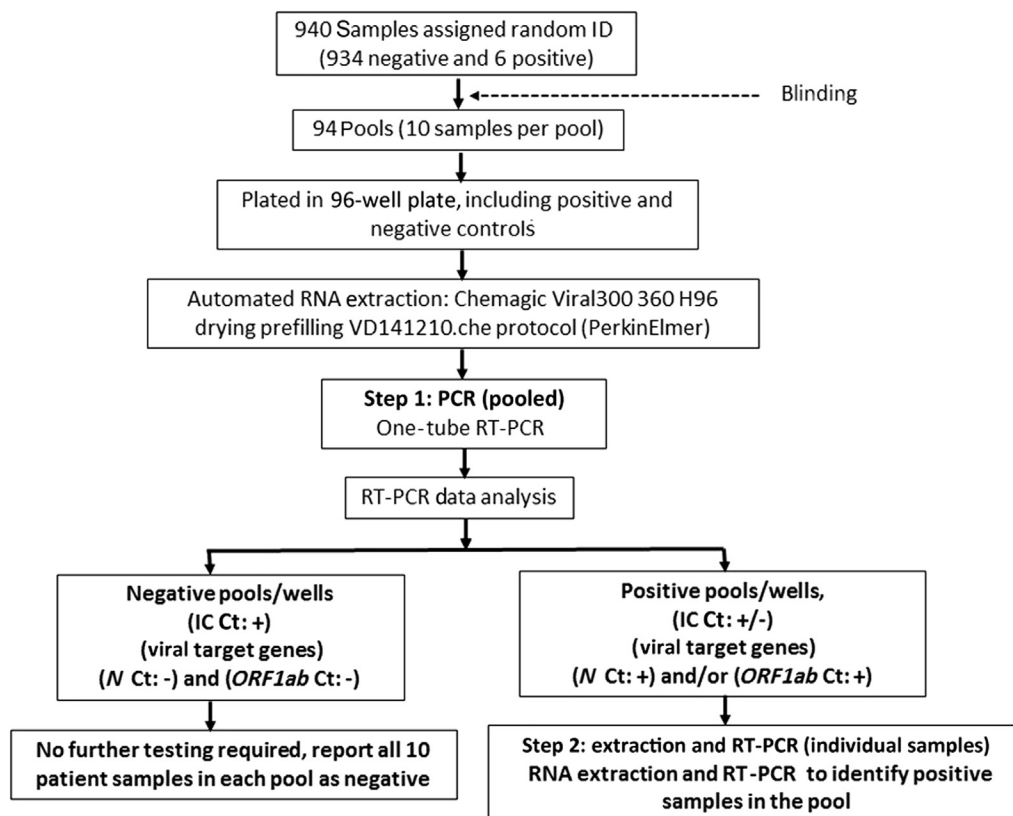 940 Samples assigned random ID
(934 negative and 6 positive)
Blinding
94 Pools (10 samples per pool)
Plated in 96-well plate, including positive and
negative controls
Automated RNA extraction: Chemagic Viral300 360 H96
drying prefilling VD141210.che protocol (PerkinElmer)
Step 1: PCR (pooled)
One-tube RT-PCR
RT-PCR data analysis
Negative pools/wells
(IC Ct: +)
(viral target genes)
(N Ct: -) and (ORF1ab Ct: -)
Positive pools/wells,
(IC Ct: +/-)
(viral target genes)
(N Ct: +) and/or (ORF1ab Ct: +)
No further testing required, report all 10
patient samples in each pool as negative
Step 2: extraction and RT-PCR (individual samples)
RNA extraction and RT-PCR to identify positive
samples in the pool